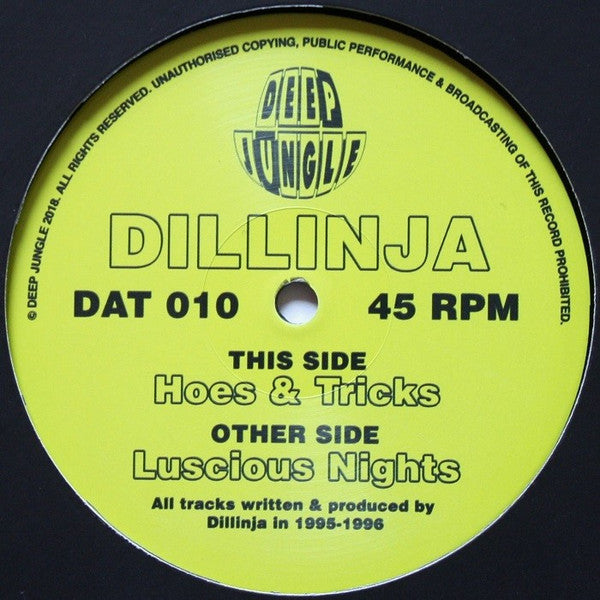 © DEEP JUNGLE 2018. ALL RIGHTS RESERVED. UNAUTHORISED COPYING, PUBLIC PERFORMANCE & BROADCASTING OF THIS RECORD PROHIBITED.
DEEP
JUNGLE
DILLINJA
DAT 010 45 RPM
THIS SIDE
Hoes & Tricks
OTHER SIDE
Luscious Nights
All tracks written & produced by
Dillinja in 1995-1996